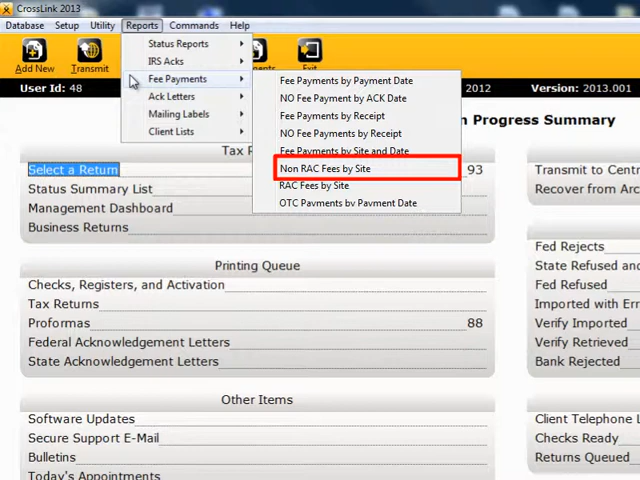 CrossLink 2013
Database Setup Utility Reports Commands Help
Add New Transmit Exit
User Id: 48 2012 Version: 2013.001
Status Reports
IRS Acks
Fee Payments
Ack Letters
Mailing Labels
Client Lists
Fee Payments by Payment Date
NO Fee Payment by ACK Date
Fee Payments by Receipt
NO Fee Payments by Receipt
Fee Payments by Site and Date
Non RAC Fees by Site
RAC Fees by Site
OTC Payments by Payment Date
Progress Summary
Select a Return 93
Status Summary List
Management Dashboard
Business Returns
Transmit to Centr
Recover from Arc
Printing Queue
Checks, Registers, and Activation
Tax Returns
Proformas 88
Federal Acknowledgement Letters
State Acknowledgement Letters
Fed Rejects
State Refused and
Fed Refused
Imported with Err
Verify Imported
Verify Retrieved
Bank Rejected
Other Items
Software Updates
Secure Support E-Mail
Bulletins
Today's Appointments
Client Telephone L
Checks Ready
Returns Queued